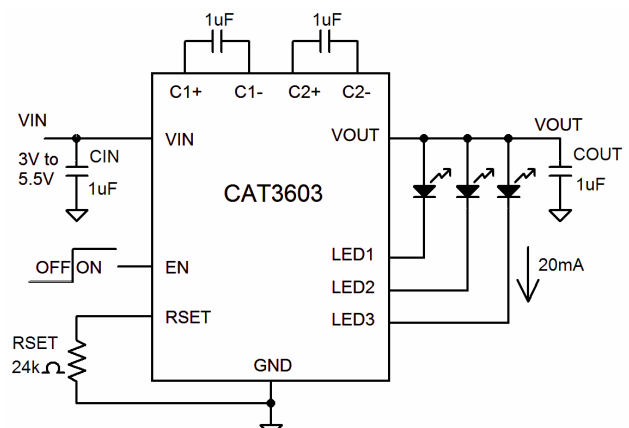 1uF 1uF
C1+ C1- C2+ C2-
VIN
VIN
VOUT
VOUT
3V to
5.5V
CIN
1uF
COUT
1uF
CAT3603
OFF ON
EN
LED1
LED2
LED3
20mA
RSET
RSET
24kΩ
GND